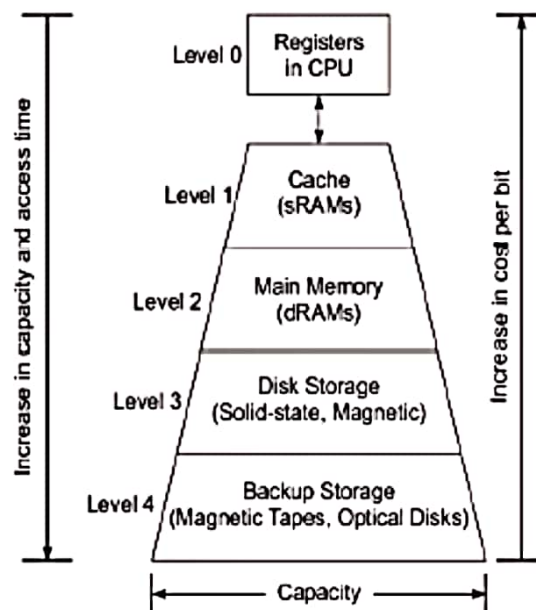 Level 0
Registers
in CPU
Level 1
Cache
(sRAMs)
Level 2
Main Memory
(dRAMs)
Level 3
Disk Storage
(Solid-state, Magnetic)
Level 4
Backup Storage
(Magnetic Tapes, Optical Disks)
Capacity
Increase in capacity and access time
Increase in cost per bit